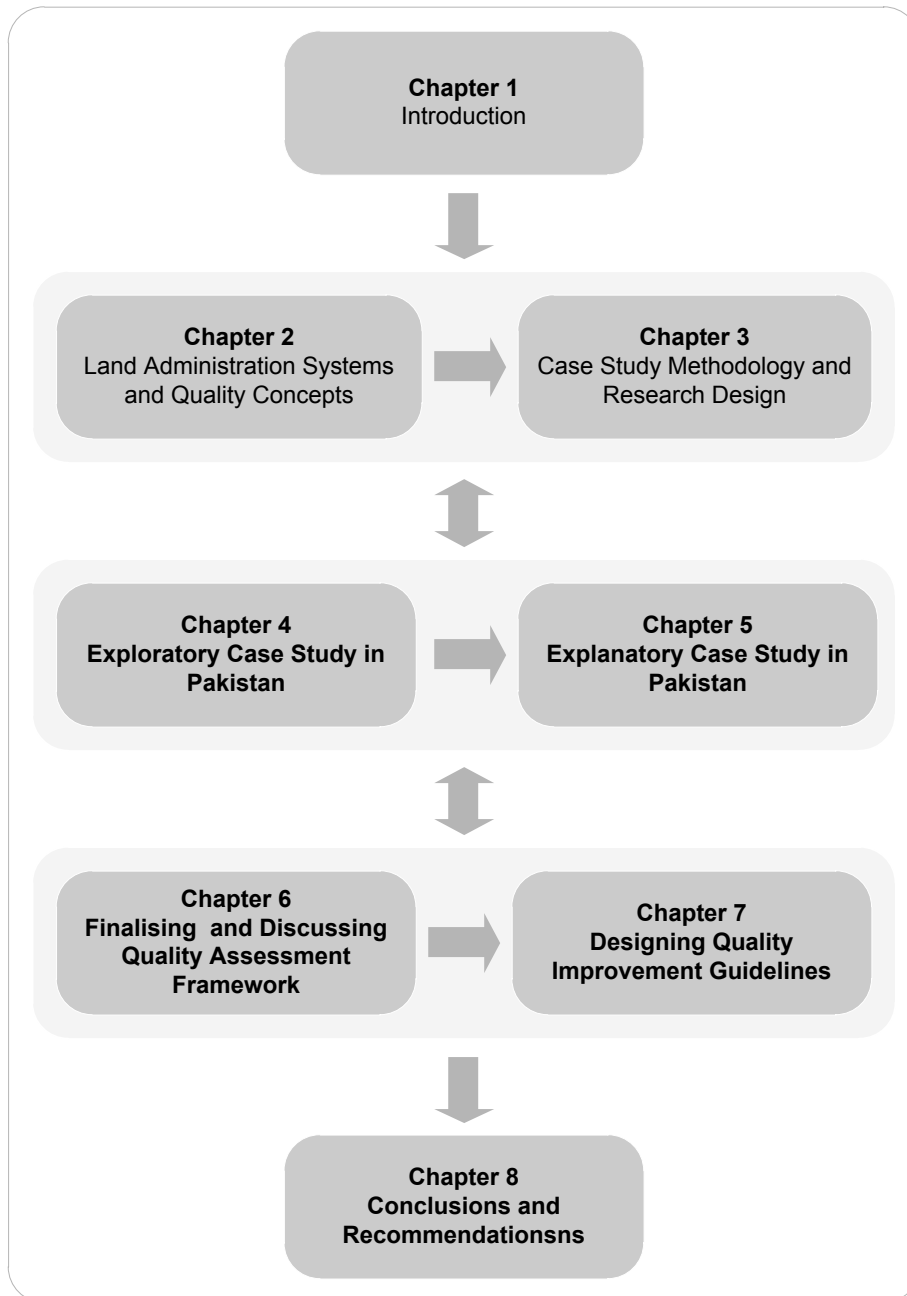 Chapter 1
Introduction
Chapter 2
Land Administration Systems
and Quality Concepts
Chapter 3
Case Study Methodology and
Research Design
Chapter 4
Exploratory Case Study in
Pakistan
Chapter 5
Explanatory Case Study in
Pakistan
Chapter 6
Finalising and Discussing
Quality Assessment
Framework
Chapter 7
Designing Quality
Improvement Guidelines
Chapter 8
Conclusions and
Recommendationsns